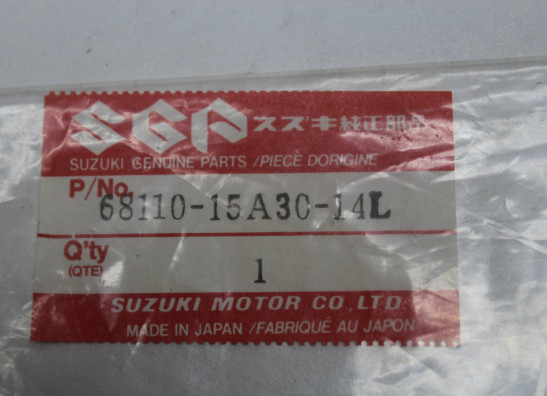 SGP スズキ純正部品
SUZUKI GENUINE PARTS /PIECE DORIGINE
P/No. 68110-15A30-14L
Q'ty
(QTE) 1
SUZUKI MOTOR CO., LTD.
MADE IN JAPAN /FABRIQUÉ AU JAPON